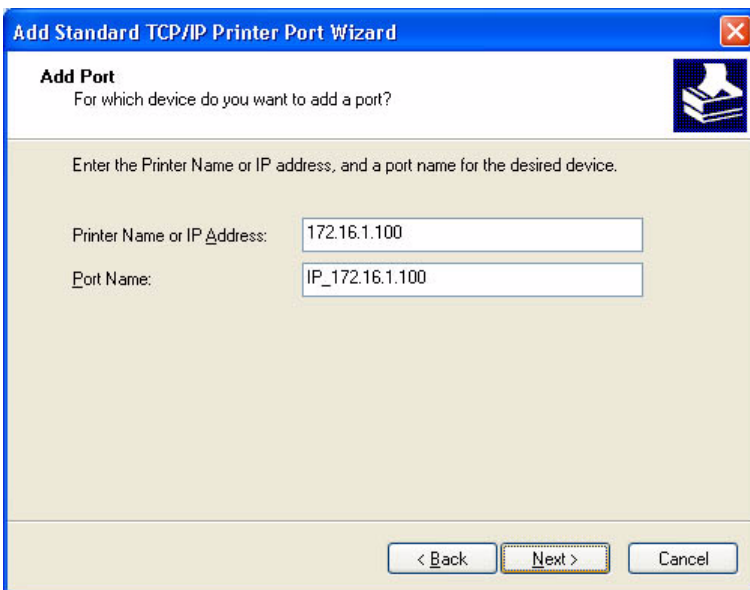 Add Standard TCP/IP Printer Port Wizard
Add Port
For which device do you want to add a port?
Enter the Printer Name or IP address, and a port name for the desired device.
Printer Name or IP Address: 172.16.1.100
Port Name: IP_172.16.1.100
< Back Next > Cancel